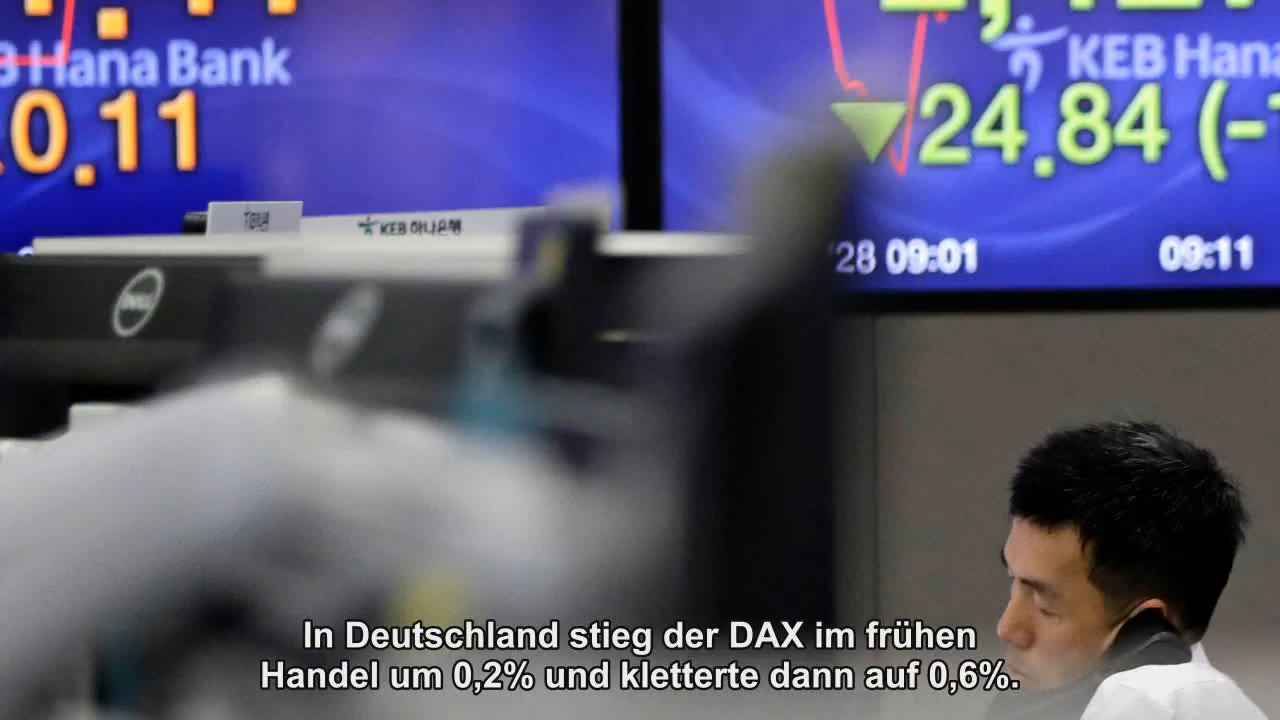 Hana Bank
KEB Hana
0.11
24.84 (-
KEB 하나은행
28 09:01
09:11
DELL
In Deutschland stieg der DAX im frühen
Handel um 0,2% und kletterte dann auf 0,6%.